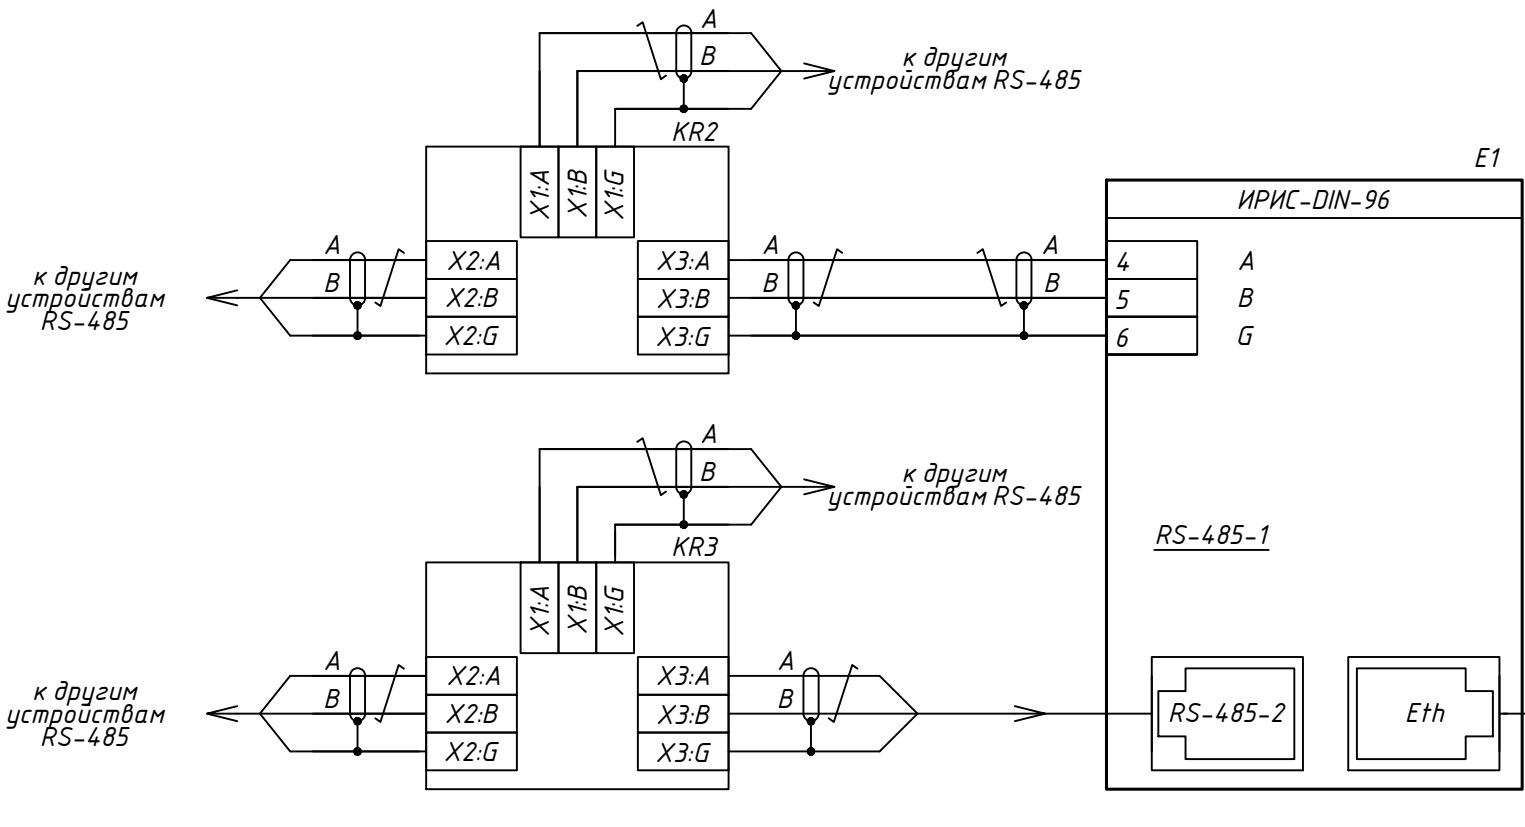 A
B
к другим
устройствам RS-485
KR2
X1:A
X1:B
X1:G
E1
ИРИС-DIN-96
к другим
устройствам
RS-485
A
B
X2:A
X2:B
X2:G
X3:A
X3:B
X3:G
A
B
A
B
4
5
6
A
B
G
A
B
к другим
устройствам RS-485
KR3
X1:A
X1:B
X1:G
RS-485-1
к другим
устройствам
RS-485
A
B
X2:A
X2:B
X2:G
X3:A
X3:B
X3:G
A
B
RS-485-2
Eth